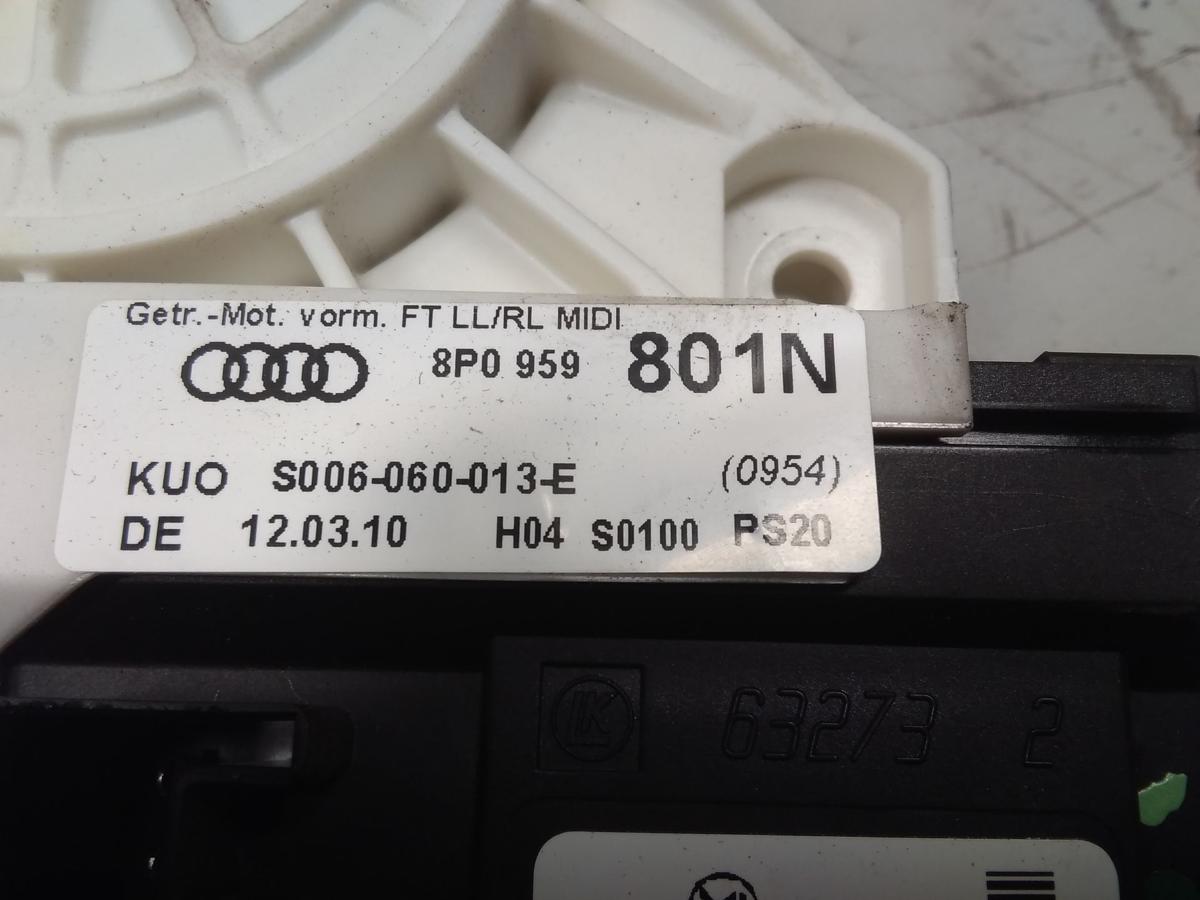 Getr.-Mot. vorm. FT LL/RL MIDI
8P0 959 801N
KUO S006-060-013-E (0954)
DE 12.03.10 H04 S0100 PS20
LK 63273 2